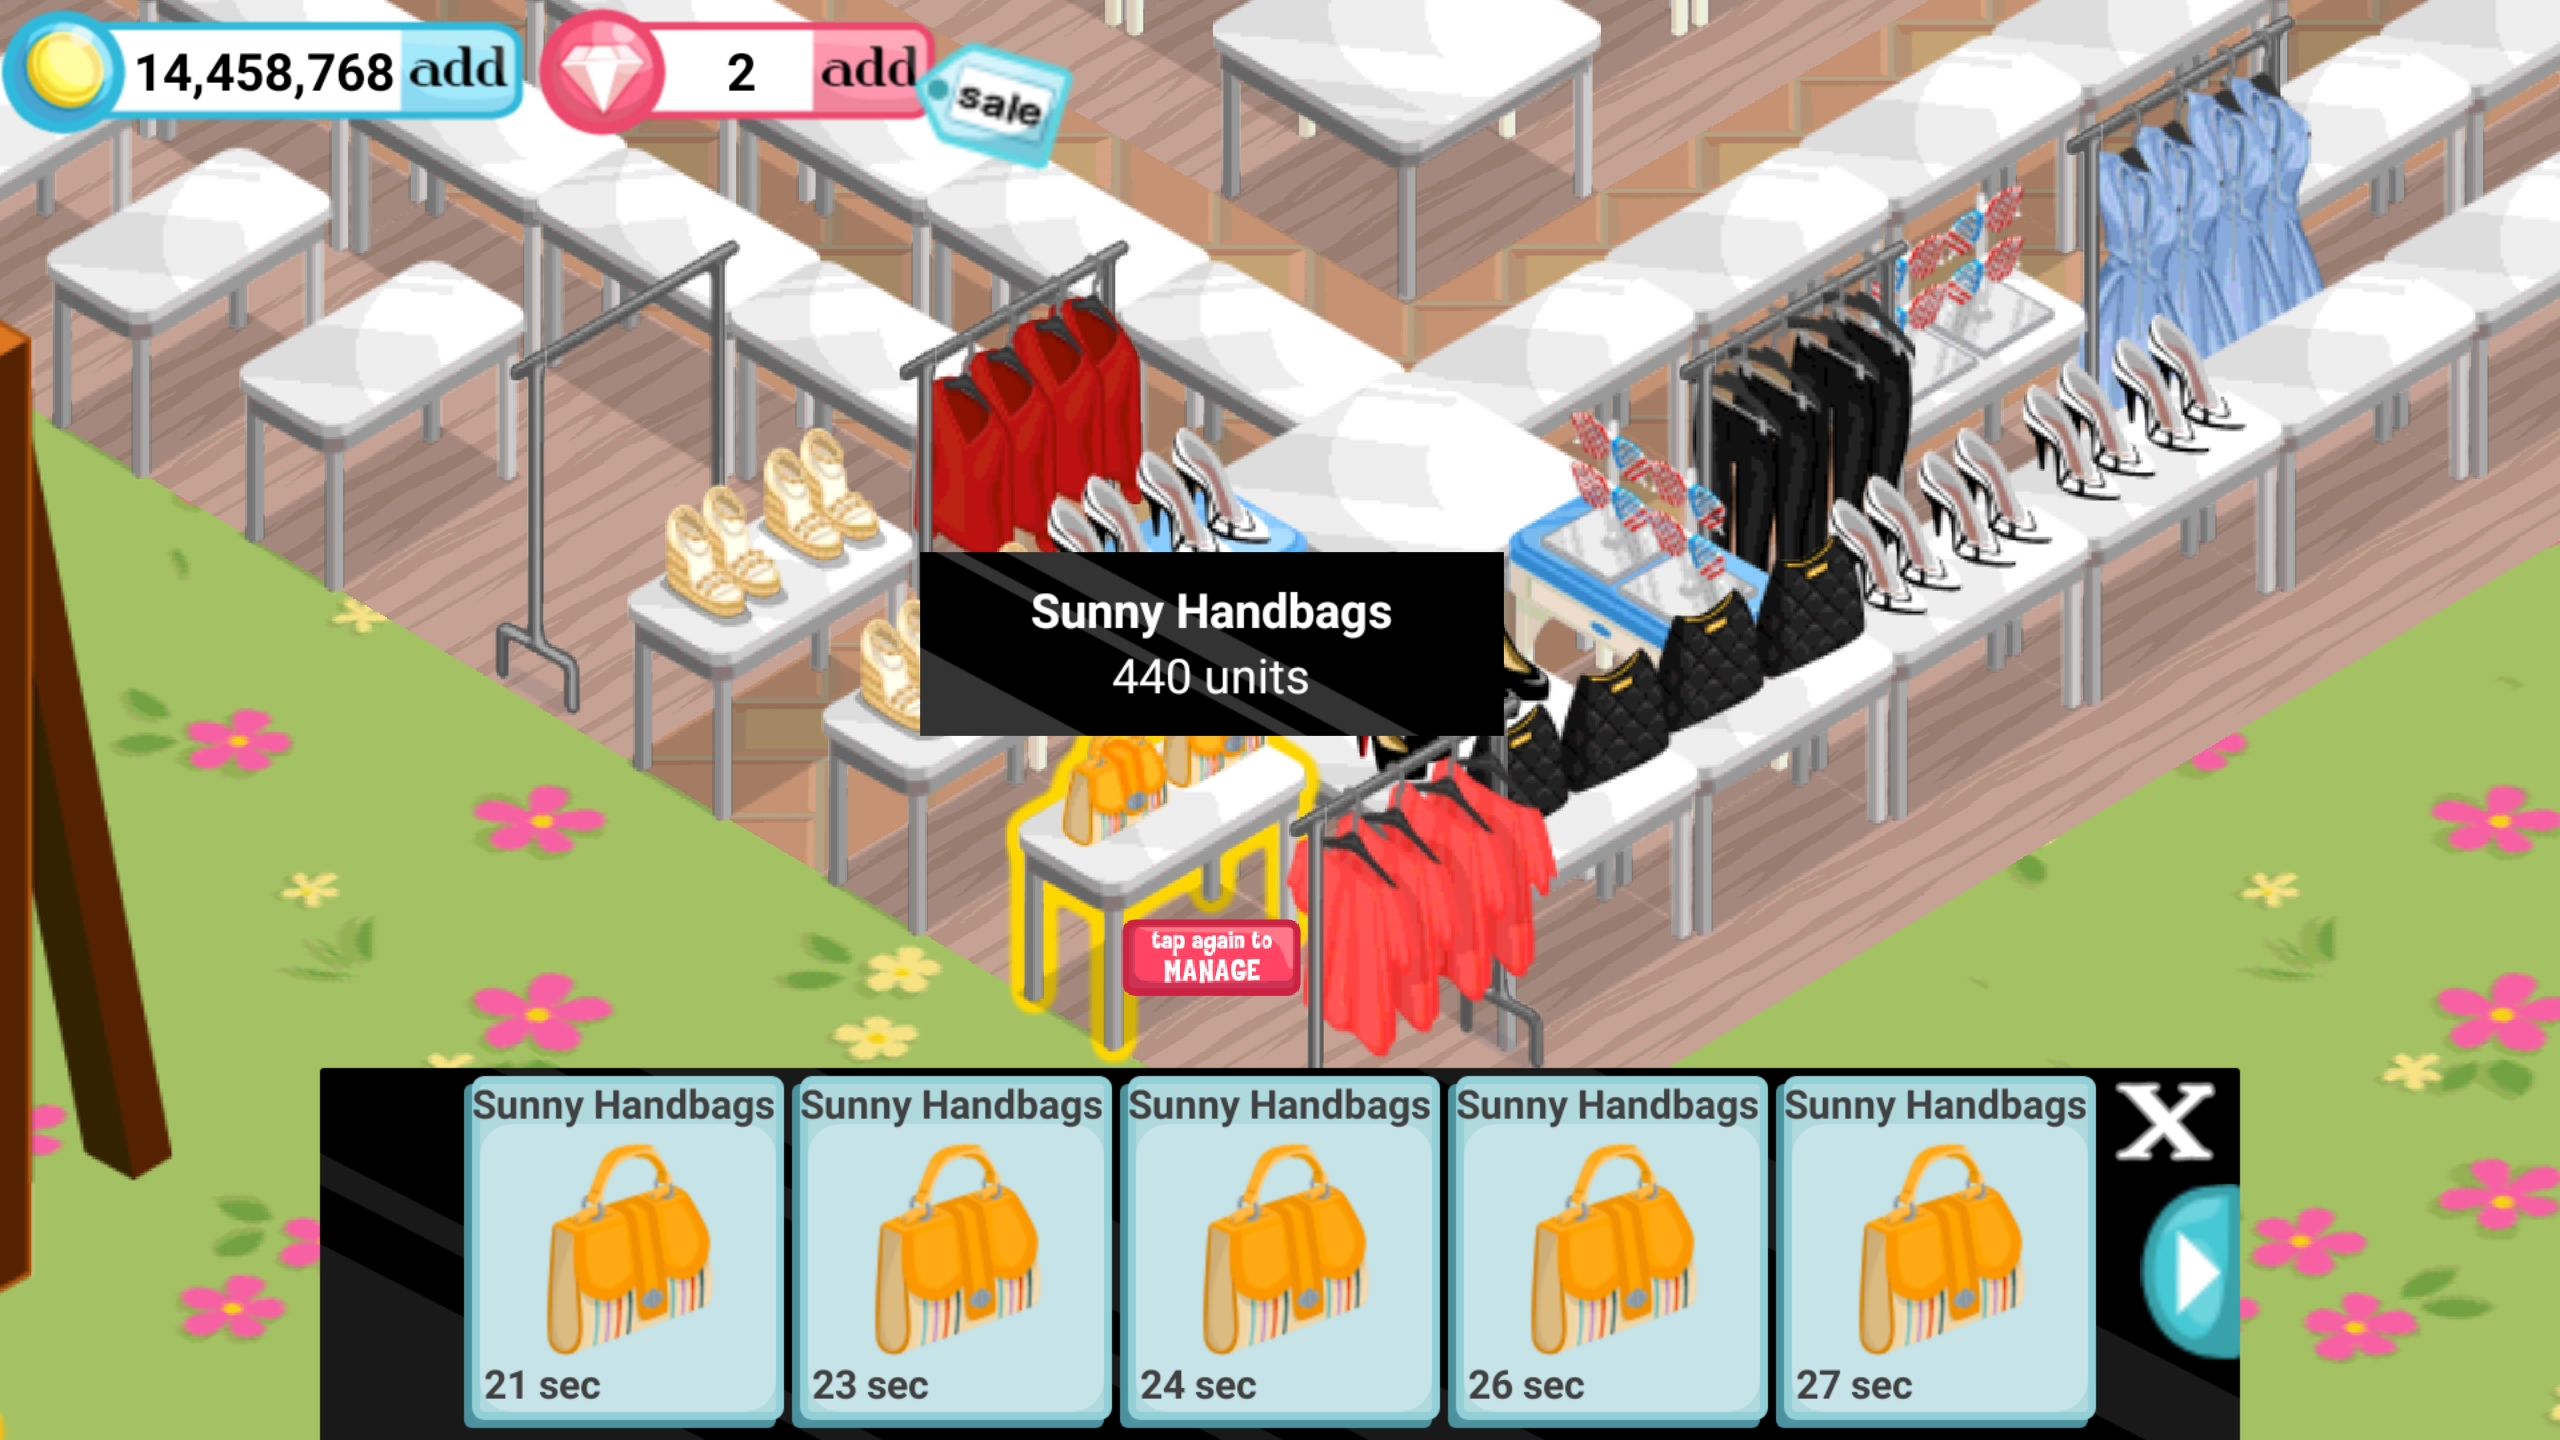 14,458,768 add
2 add
sale
Sunny Handbags
440 units
tap again to
MANAGE
Sunny Handbags Sunny Handbags Sunny Handbags Sunny Handbags Sunny Handbags
X
21 sec 23 sec 24 sec 26 sec 27 sec